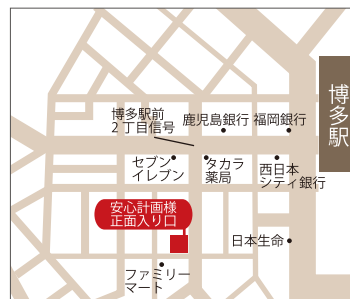 博多駅
博多駅前
2丁目信号
鹿児島銀行
福岡銀行
セブン
イレブン
タカラ
薬局
西日本
シティ銀行
安心計画様
正面入り口
日本生命
ファミリー
マート